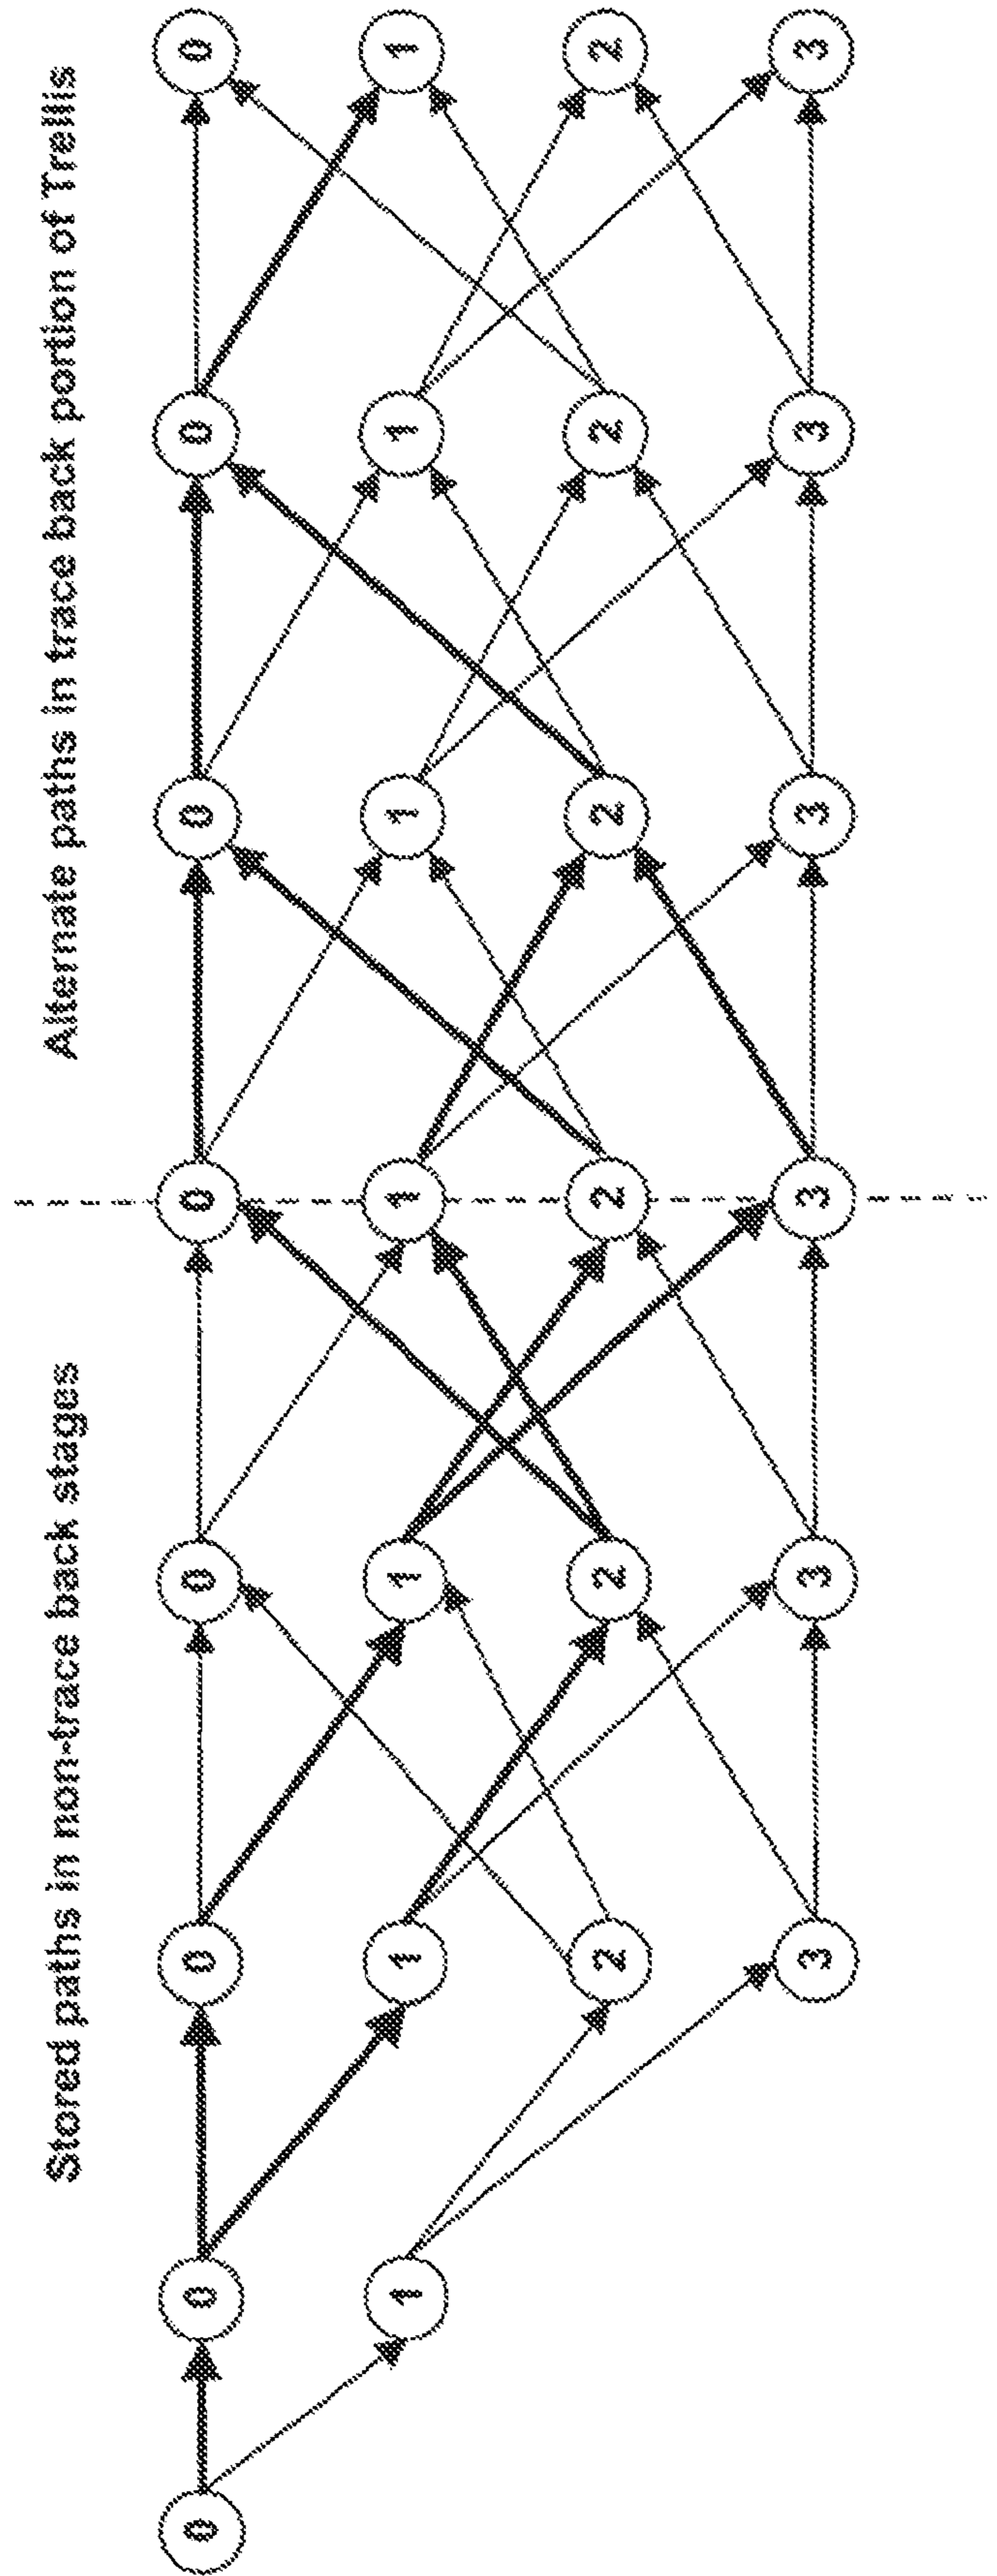 Stored paths in non-trace back stages
Alternate paths in trace back portion of Trellis
0 0 0 0 0 0 0 0
1 1 1 1 1 1 1
2 2 2 2 2 2
3 3 3 3 3 3